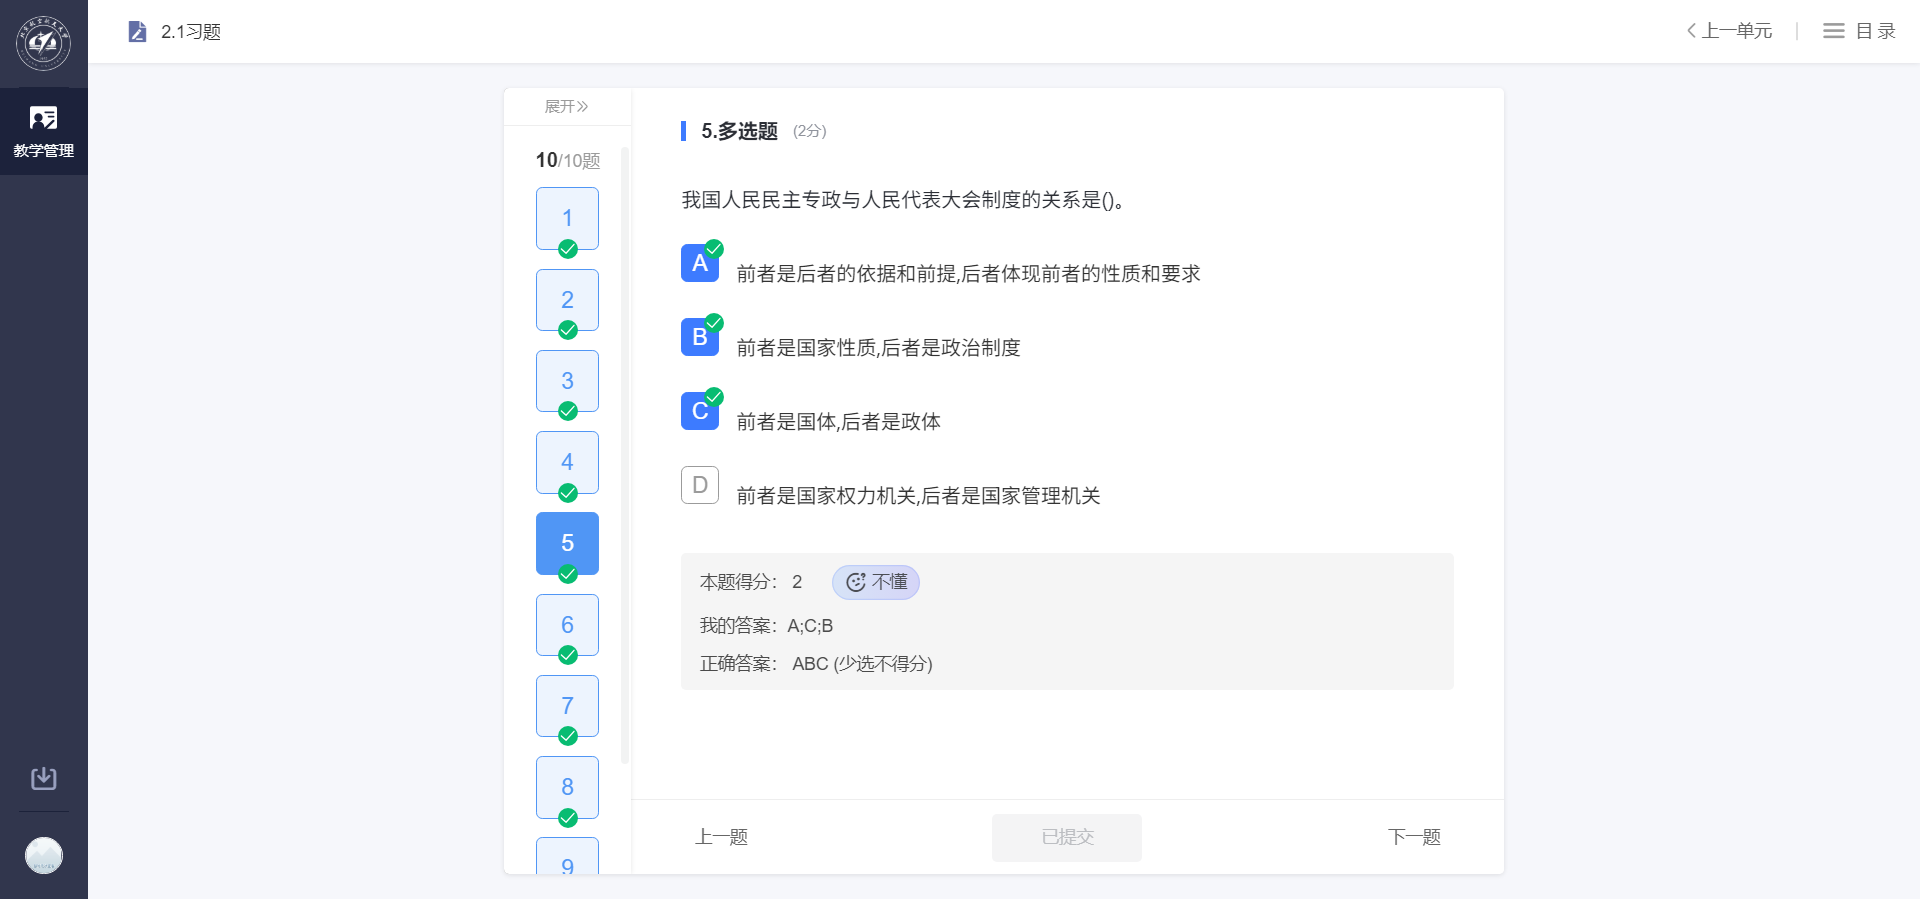 2.1习题
上一单元
目录
教学管理
展开
10/10题
1
2
3
4
5
6
7
8
9
5.多选题 (2分)
我国人民民主专政与人民代表大会制度的关系是()。
A 前者是后者的依据和前提,后者体现前者的性质和要求
B 前者是国家性质,后者是政治制度
C 前者是国体,后者是政体
D 前者是国家权力机关,后者是国家管理机关
本题得分： 2 不懂
我的答案：A;C;B
正确答案： ABC (少选不得分)
上一题
已提交
下一题